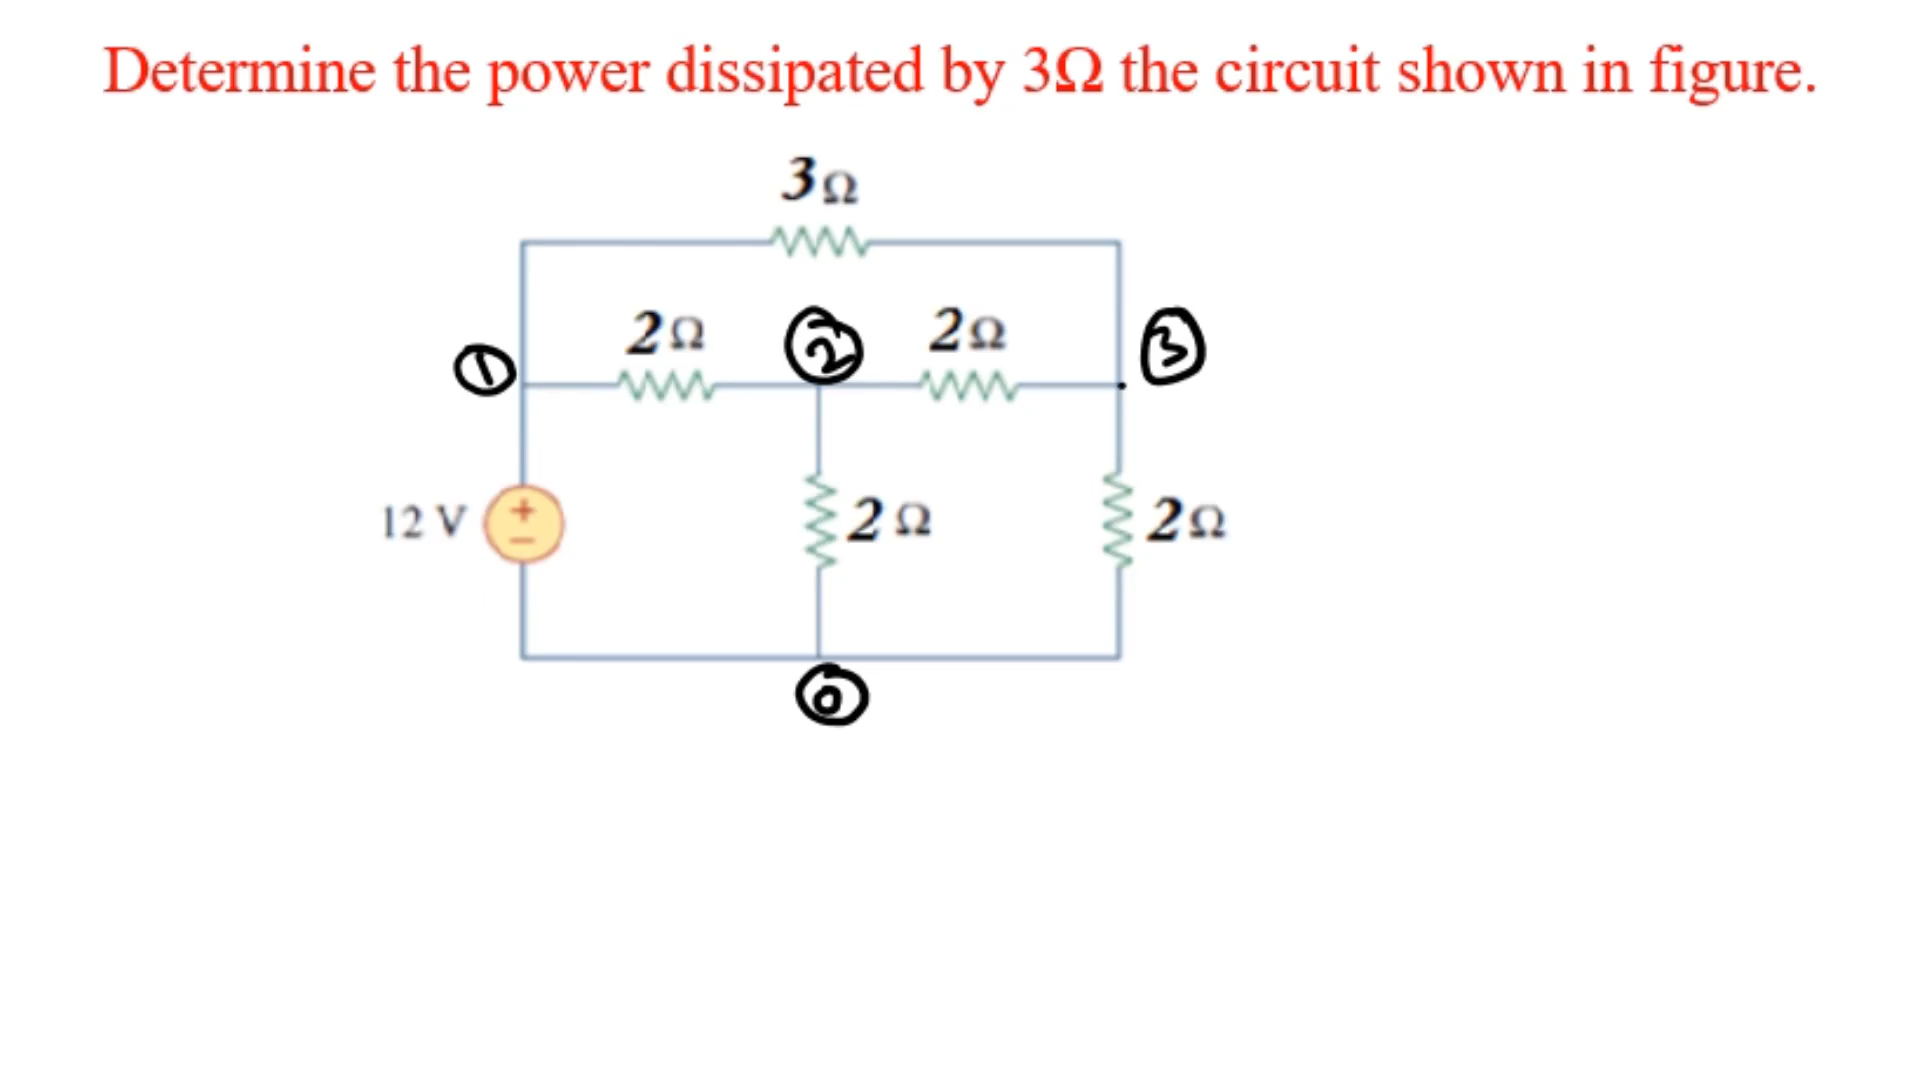 Determine the power dissipated by 3Ω the circuit shown in figure.
3Ω
2Ω 2 2Ω 3
1
12 V + − 2Ω 2Ω
0